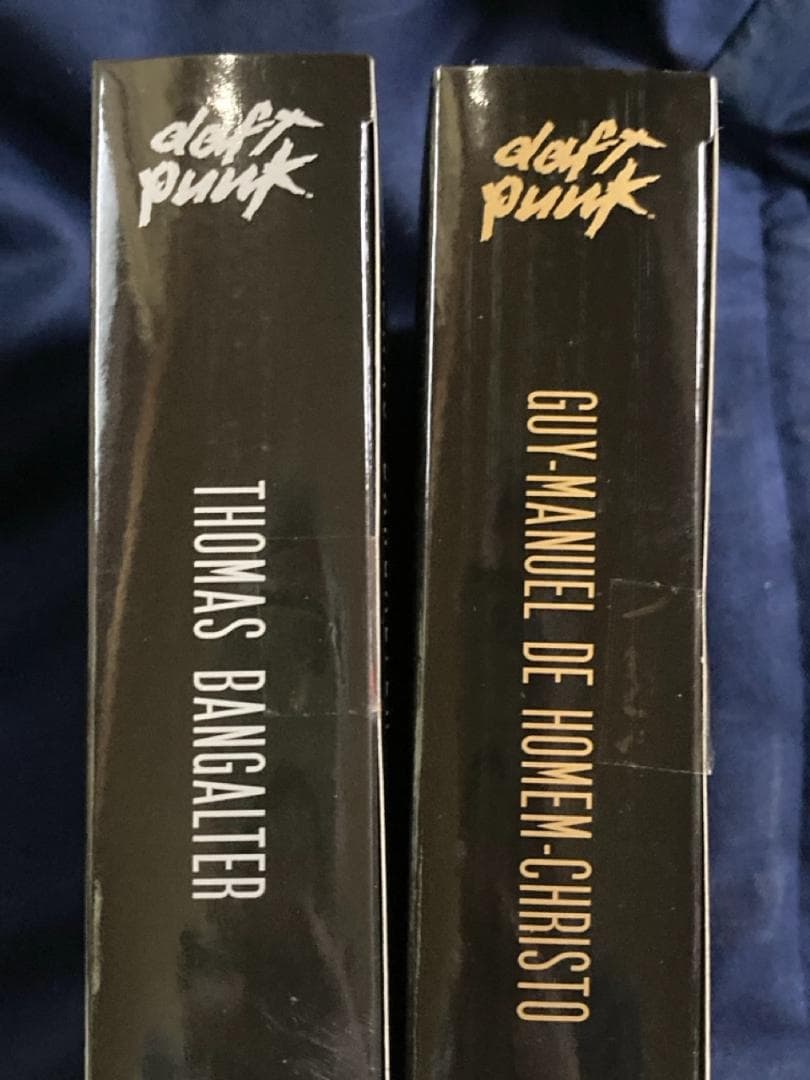 daft
punk.
THOMAS BANGALTER
daft
punk.
GUY-MANUEL DE HOMEM-CHRISTO